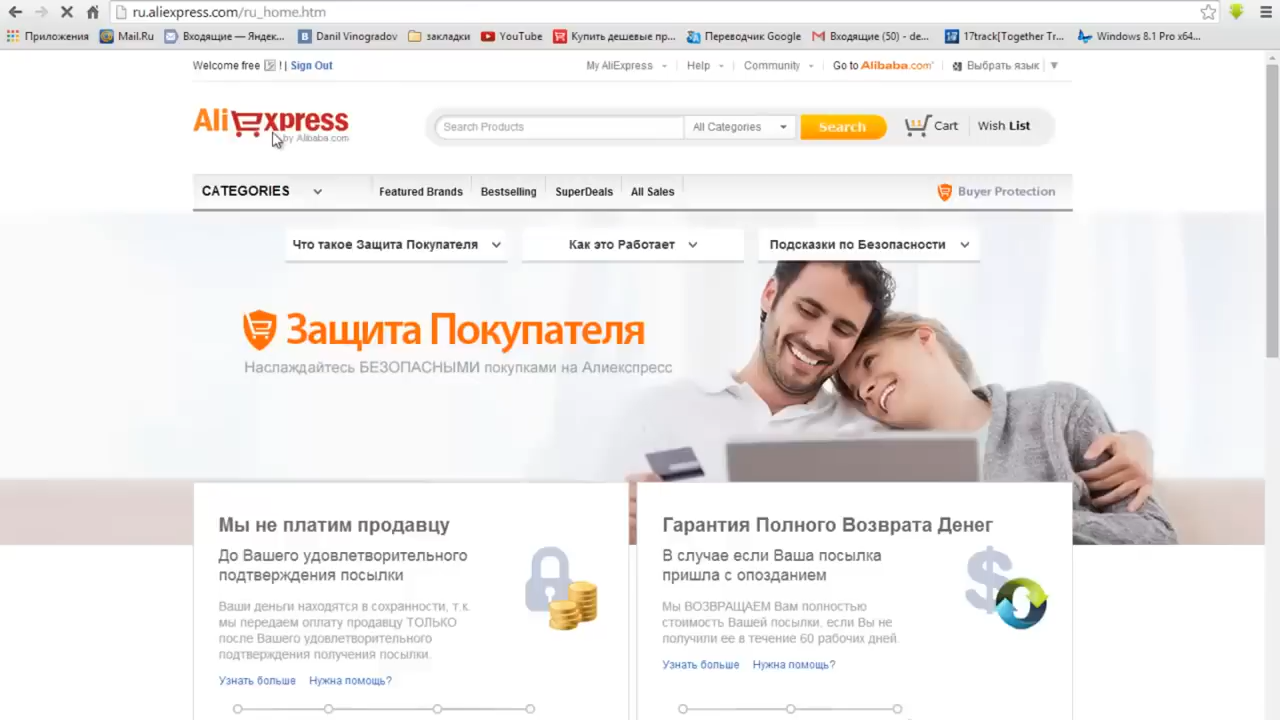 ru.aliexpress.com/ru_home.htm
Приложения Mail.Ru Входящие — Яндек... Danil Vinogradov закладки YouTube Купить дешевые пр... Переводчик Google Входящие (50) - de... 17track[Together Tr... Windows 8.1 Pro x64...
Welcome free ! | Sign Out My AliExpress Help Community Go to Alibaba.com Выбрать язык
AliExpress
by Alibaba.com
Search Products All Categories Search Cart Wish List
CATEGORIES Featured Brands Bestselling SuperDeals All Sales Buyer Protection
Что такое Защита Покупателя Как это Работает Подсказки по Безопасности
Защита Покупателя
Наслаждайтесь БЕЗОПАСНЫМИ покупками на Алиекспресс
Мы не платим продавцу
До Вашего удовлетворительного
подтверждения посылки
Ваши деньги находятся в сохранности, т.к.
мы передаем оплату продавцу ТОЛЬКО
после Вашего удовлетворительного
подтверждения получения посылки.
Узнать больше Нужна помощь?
Гарантия Полного Возврата Денег
В случае если Ваша посылка
пришла с опозданием
Мы ВОЗВРАЩАЕМ Вам полностью
стоимость Вашей посылки, если Вы не
получили ее в течение 60 рабочих дней.
Узнать больше Нужна помощь?